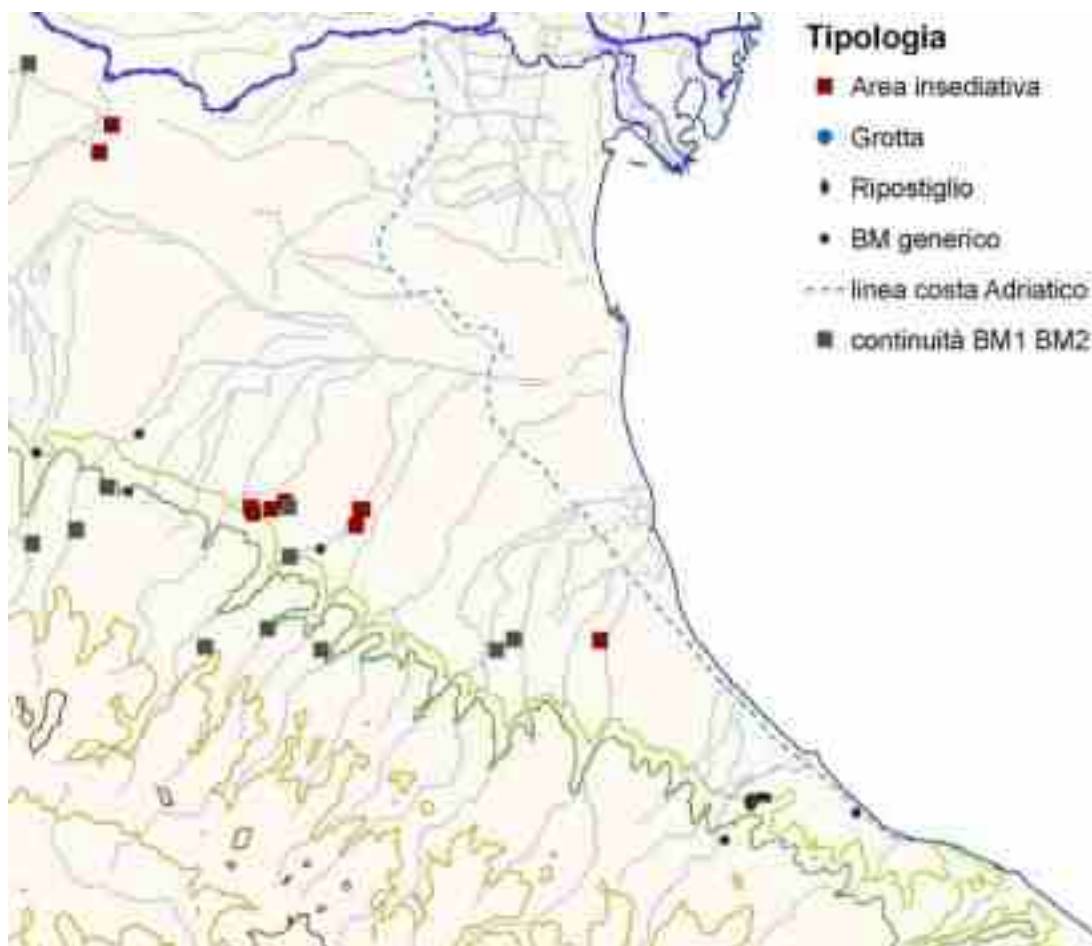 Tipologia
Area insediativa
Grotta
Ripostiglio
BM generico
linea costa Adriatico
continuità BM1 BM2